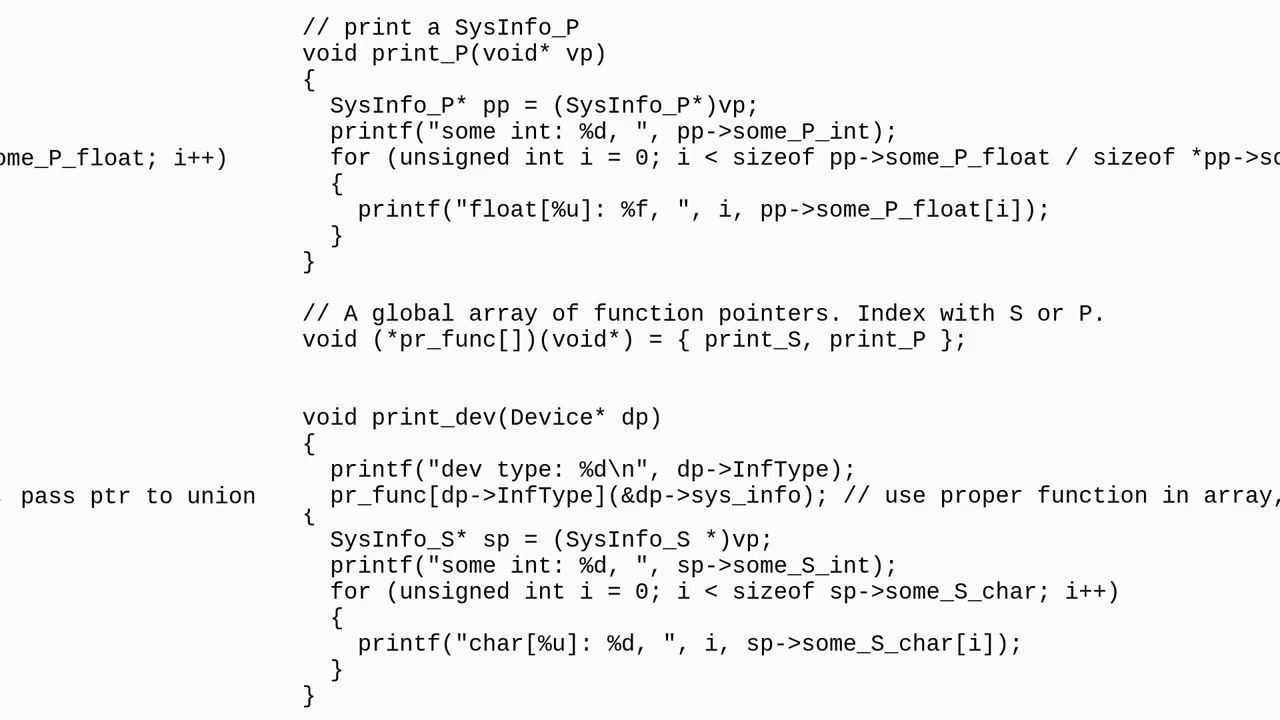 // print a SysInfo_P
void print_P(void* vp)
{
  SysInfo_P* pp = (SysInfo_P*)vp;
  printf("some int: %d, ", pp->some_P_int);
ome_P_float; i++)
  for (unsigned int i = 0; i < sizeof pp->some_P_float / sizeof *pp->so
  {
    printf("float[%u]: %f, ", i, pp->some_P_float[i]);
  }
}
// A global array of function pointers. Index with S or P.
void (*pr_func[])(void*) = { print_S, print_P };
void print_dev(Device* dp)
{
  printf("dev type: %d\n", dp->InfType);
pass ptr to union
  pr_func[dp->InfType](&dp->sys_info); // use proper function in array,
{
  SysInfo_S* sp = (SysInfo_S *)vp;
  printf("some int: %d, ", sp->some_S_int);
  for (unsigned int i = 0; i < sizeof sp->some_S_char; i++)
  {
    printf("char[%u]: %d, ", i, sp->some_S_char[i]);
  }
}